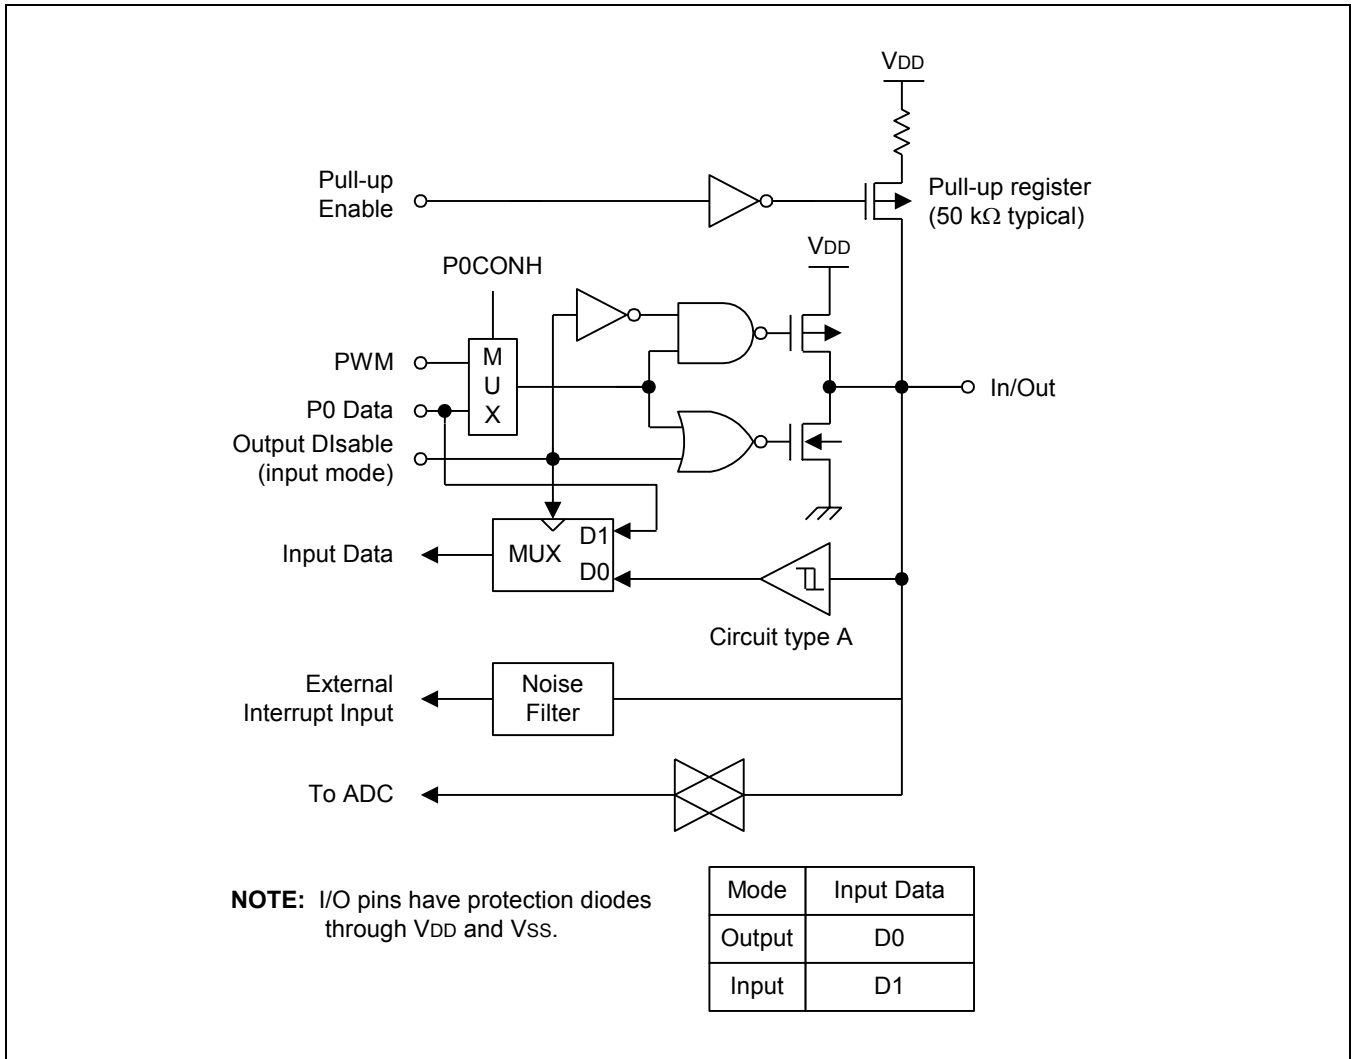 VDD
Pull-up
Enable
Pull-up register
(50 kΩ typical)
VDD
P0CONH
PWM
M
U
X
P0 Data
In/Out
Output DIsable
(input mode)
Input Data
MUX
D1
D0
Circuit type A
External
Interrupt Input
Noise
Filter
To ADC
NOTE: I/O pins have protection diodes
through VDD and VSS.
Mode Input Data
Output D0
Input D1